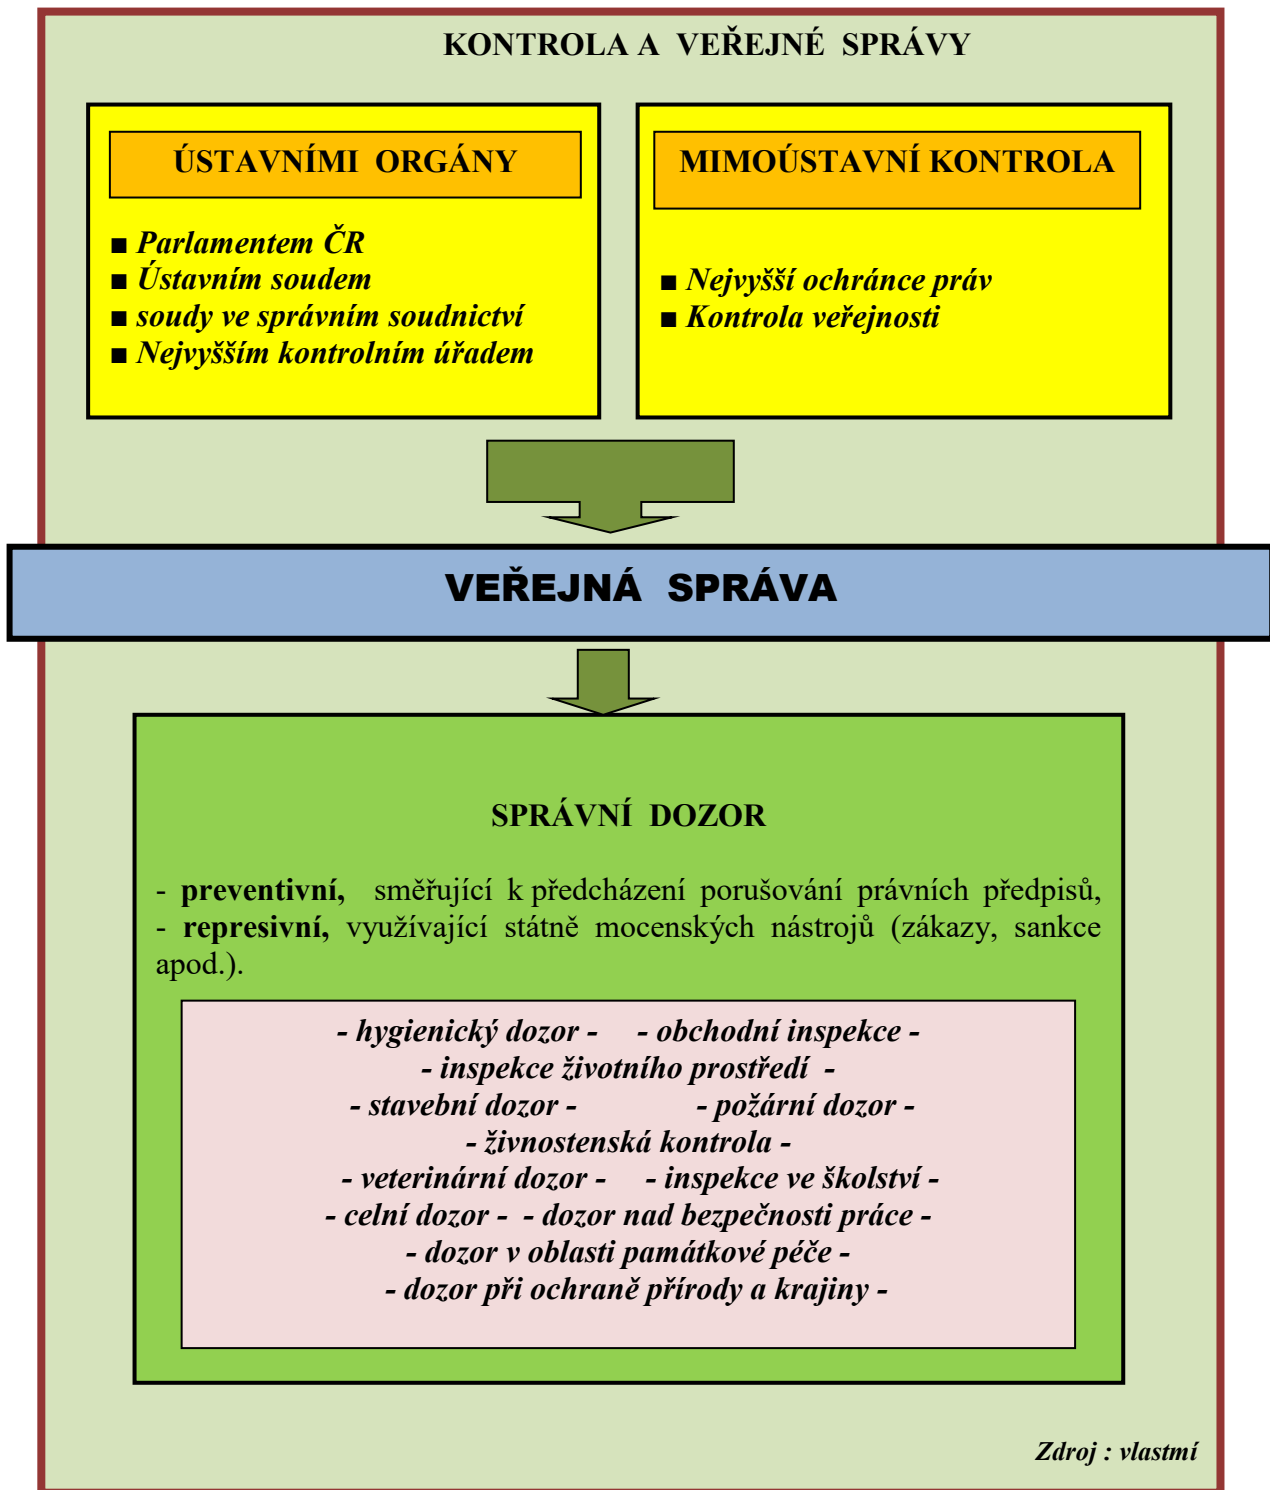 KONTROLA A VEŘEJNÉ SPRÁVY
ÚSTAVNÍMI ORGÁNY
■ Parlamentem ČR
■ Ústavním soudem
■ soudy ve správním soudnictví
■ Nejvyšším kontrolním úřadem
MIMOÚSTAVNÍ KONTROLA
■ Nejvyšší ochránce práv
■ Kontrola veřejnosti
VEŘEJNÁ SPRÁVA
SPRÁVNÍ DOZOR
- preventivní, směřující k předcházení porušování právních předpisů,
- represivní, využívající státně mocenských nástrojů (zákazy, sankce
apod.).
- hygienický dozor - - obchodní inspekce -
- inspekce životního prostředí -
- stavební dozor - - požární dozor -
- živnostenská kontrola -
- veterinární dozor - - inspekce ve školství -
- celní dozor - - dozor nad bezpečnosti práce -
- dozor v oblasti památkové péče -
- dozor při ochraně přírody a krajiny -
Zdroj : vlastmí